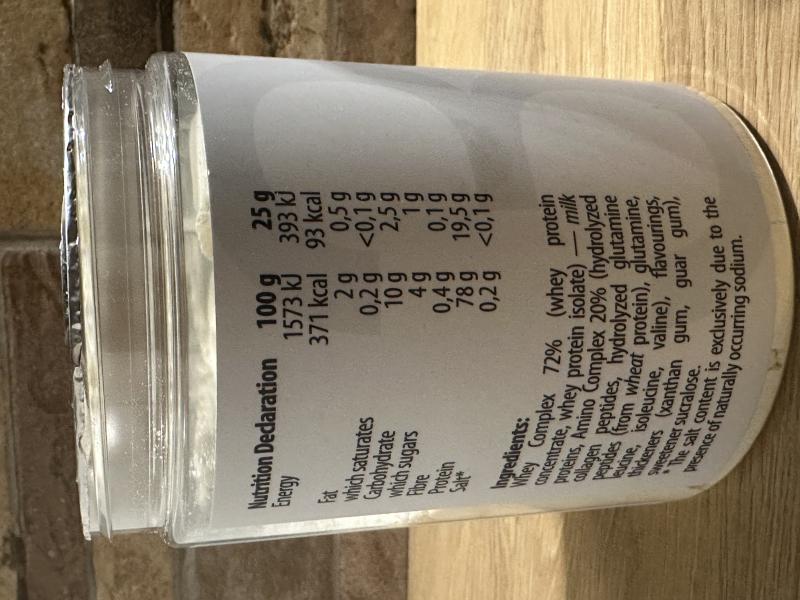 Nutrition Declaration 100 g 25 g
Energy 1573 kJ 393 kJ
371 kcal 93 kcal
Fat 2 g 0,5 g
which saturates 0,2 g <0,1 g
Carbohydrate 10 g 2,5 g
which sugars 4 g 1 g
Fibre 0,4 g 0,1 g
Protein 78 g 19,5 g
Salt* 0,2 g <0,1 g
Ingredients:
Whey Complex 72% (whey protein
concentrate, whey protein isolate) — milk
proteins, Amino Complex 20% (hydrolyzed
collagen peptides, hydrolyzed glutamine
peptides (from wheat protein), glutamine,
leucine, isoleucine, valine), flavourings,
thickeners (xanthan gum, guar gum),
sweetener sucralose.
* The salt content is exclusively due to the
presence of naturally occurring sodium.